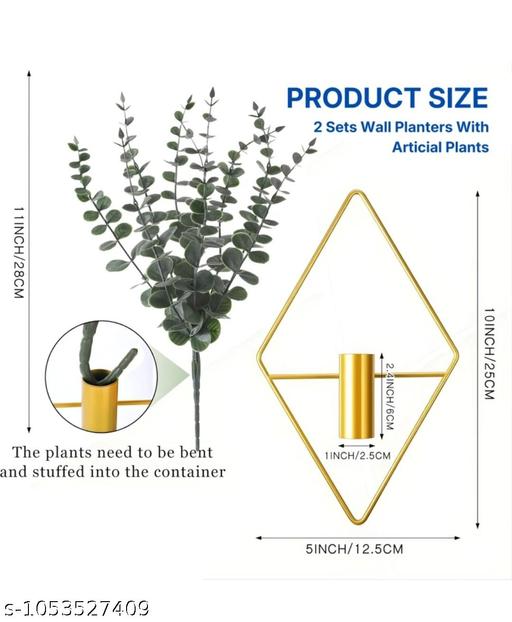 PRODUCT SIZE
2 Sets Wall Planters With
Articial Plants
11INCH/28CM
10INCH/25CM
2.4INCH/6CM
1INCH/2.5CM
The plants need to be bent
and stuffed into the container
5INCH/12.5CM
s-1053527409